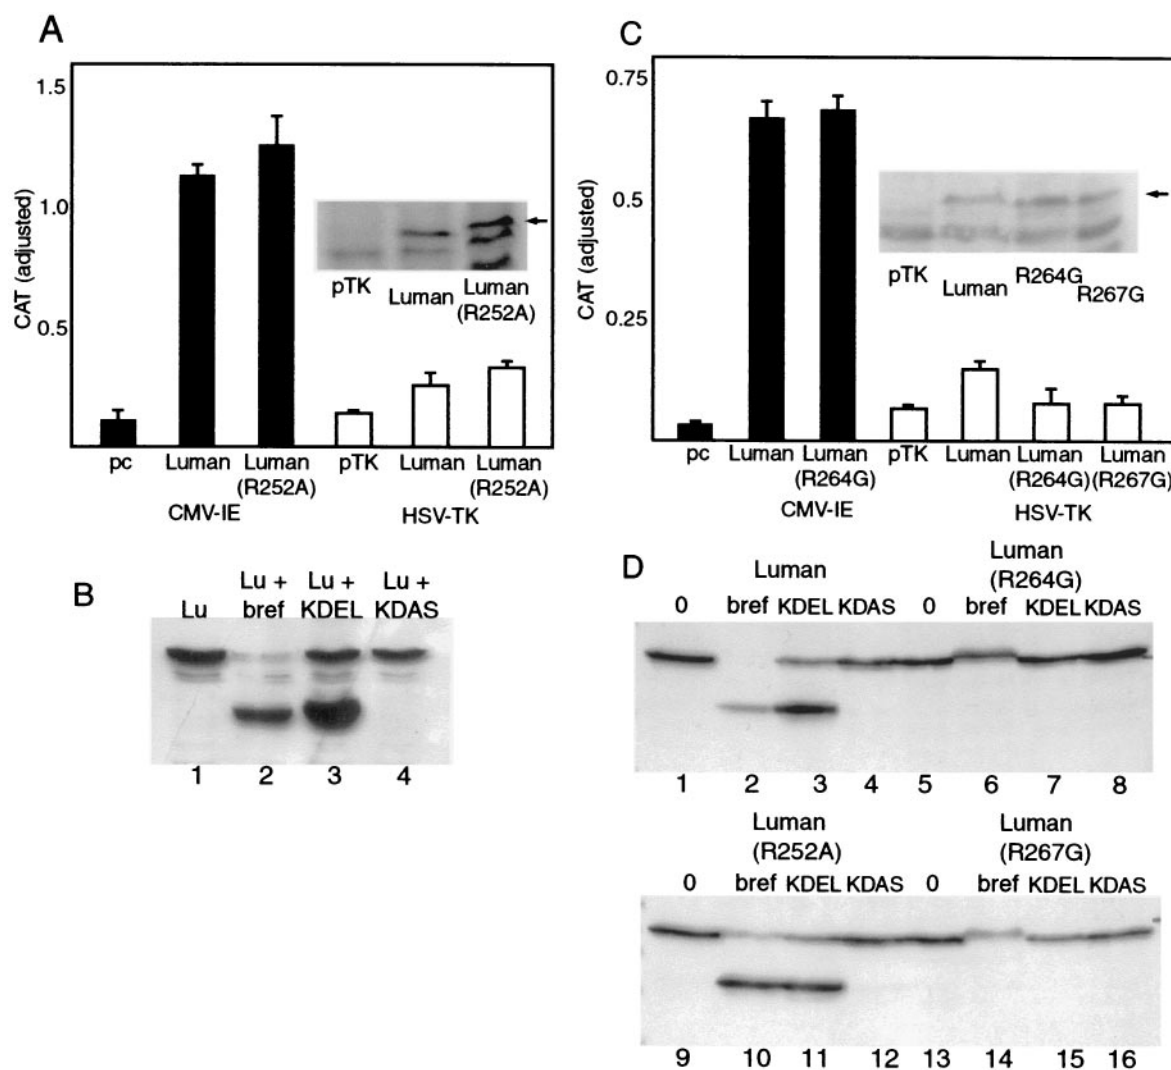 A
CAT (adjusted)
1.5
1.0
0.5
pTK
Luman
Luman
(R252A)
pc
Luman
Luman
(R252A)
pTK
Luman
Luman
(R252A)
CMV-IE
HSV-TK
C
CAT (adjusted)
0.75
0.5
0.25
pTK
Luman
R264G
R267G
pc
Luman
Luman
(R264G)
pTK
Luman
Luman
(R264G)
Luman
(R267G)
CMV-IE
HSV-TK
B
Lu
Lu +
bref
Lu +
KDEL
Lu +
KDAS
1 2 3 4
D
Luman
Luman
(R264G)
0 bref KDEL KDAS 0 bref KDEL KDAS
1 2 3 4 5 6 7 8
Luman
(R252A)
Luman
(R267G)
0 bref KDEL KDAS 0 bref KDEL KDAS
9 10 11 12 13 14 15 16